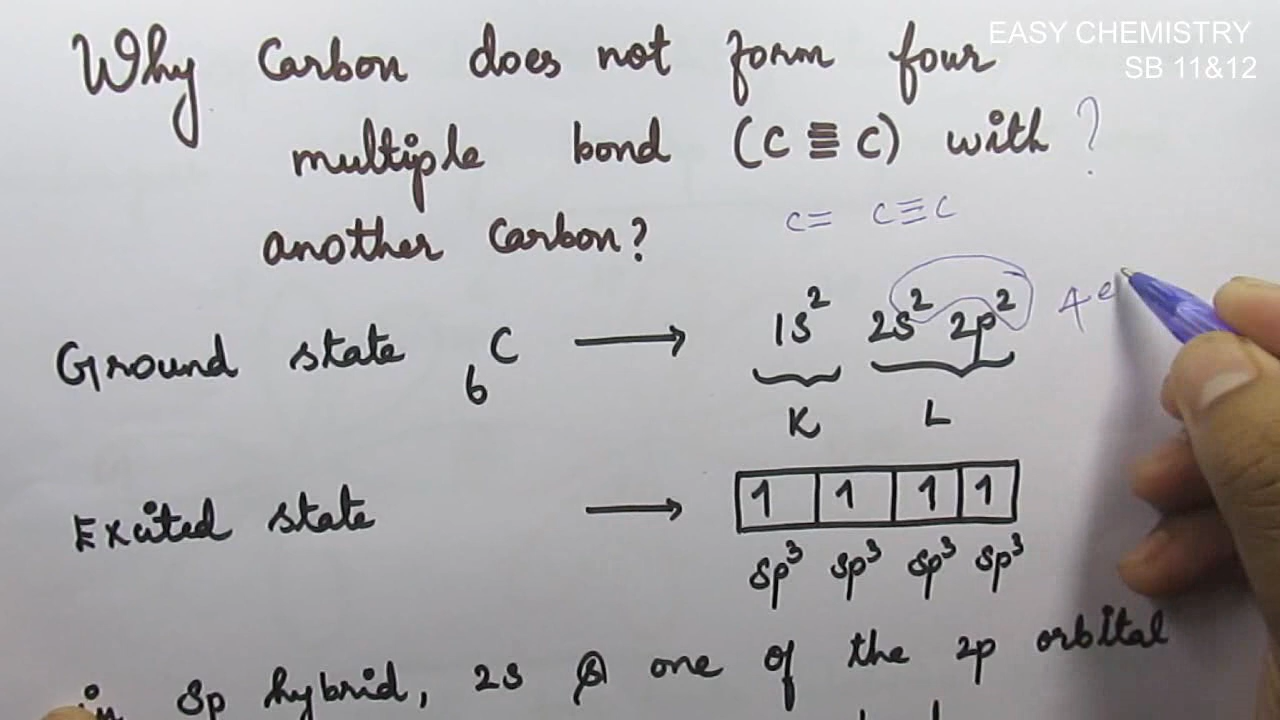 EASY CHEMISTRY
SB 11&12
Why Carbon does not form four
multiple bond (C ≣ C) with ?
another Carbon?
C= C≡C
Ground state ₆C ⟶ 1s² 2s² 2p² 4e
K L
Excited state ⟶ 1 1 1 1
sp³ sp³ sp³ sp³
in sp hybrid, 2s & one of the 2p orbital